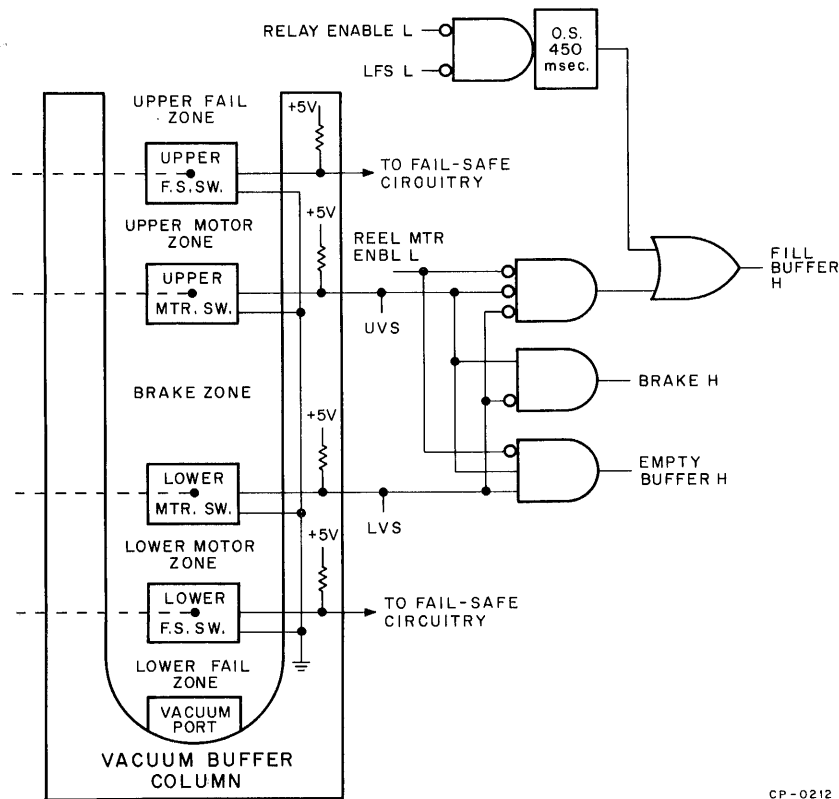 RELAY ENABLE L
LFS L
O.S.
450
msec.
UPPER FAIL
ZONE
+5V
UPPER
F.S. SW.
TO FAIL-SAFE
CIROUITRY
UPPER MOTOR
ZONE
+5V
REEL MTR
ENBL L
UPPER
MTR. SW.
UVS
FILL
BUFFER
H
BRAKE ZONE
BRAKE H
+5V
LOWER
MTR. SW.
LVS
EMPTY
BUFFER H
LOWER MOTOR
ZONE
+5V
LOWER
F.S. SW.
TO FAIL-SAFE
CIRCUITRY
LOWER FAIL
ZONE
VACUUM
PORT
VACUUM BUFFER
COLUMN
CP-0212